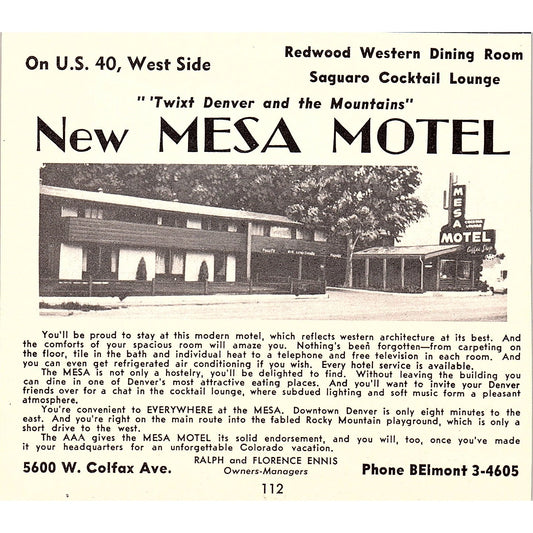 On U.S. 40, West Side
Redwood Western Dining Room
Saguaro Cocktail Lounge
" 'Twixt Denver and the Mountains"
New MESA MOTEL
MESA
COCKTAIL
LOUNGE
MOTEL
Coffee Shop
You'll be proud to stay at this modern motel, which reflects western architecture at its best. And
the comforts of your spacious room will amaze you. Nothing's been forgotten—from carpeting on
the floor, tile in the bath and individual heat to a telephone and free television in each room. And
you can even get refrigerated air conditioning if you wish. Every hotel service is available.
The MESA is not only a hostelry, you'll be delighted to find. Without leaving the building you
can dine in one of Denver's most attractive eating places. And you'll want to invite your Denver
friends over for a chat in the cocktail lounge, where subdued lighting and soft music form a pleasant
atmosphere.
You're convenient to EVERYWHERE at the MESA. Downtown Denver is only eight minutes to the
east. And you're right on the main route into the fabled Rocky Mountain playground, which is only a
short drive to the west.
The AAA gives the MESA MOTEL its solid endorsement, and you will, too, once you've made
it your headquarters for an unforgettable Colorado vacation.
5600 W. Colfax Ave.
RALPH and FLORENCE ENNIS
Owners-Managers
Phone BElmont 3-4605
112